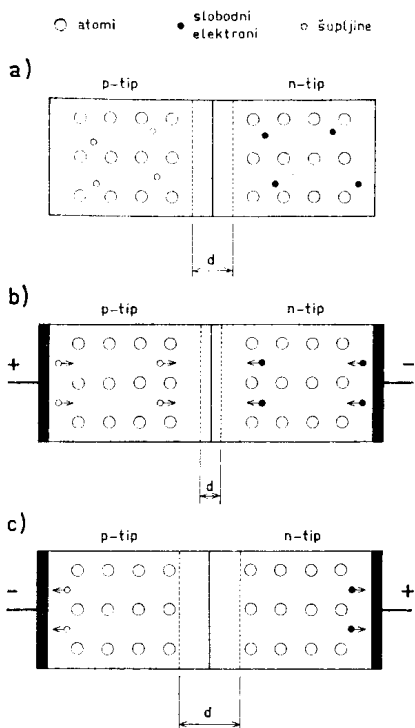 atomi
slobodni
elektroni
šupljine
a)
p-tip n-tip
d
b)
p-tip n-tip
+ -
d
c)
p-tip n-tip
- +
d